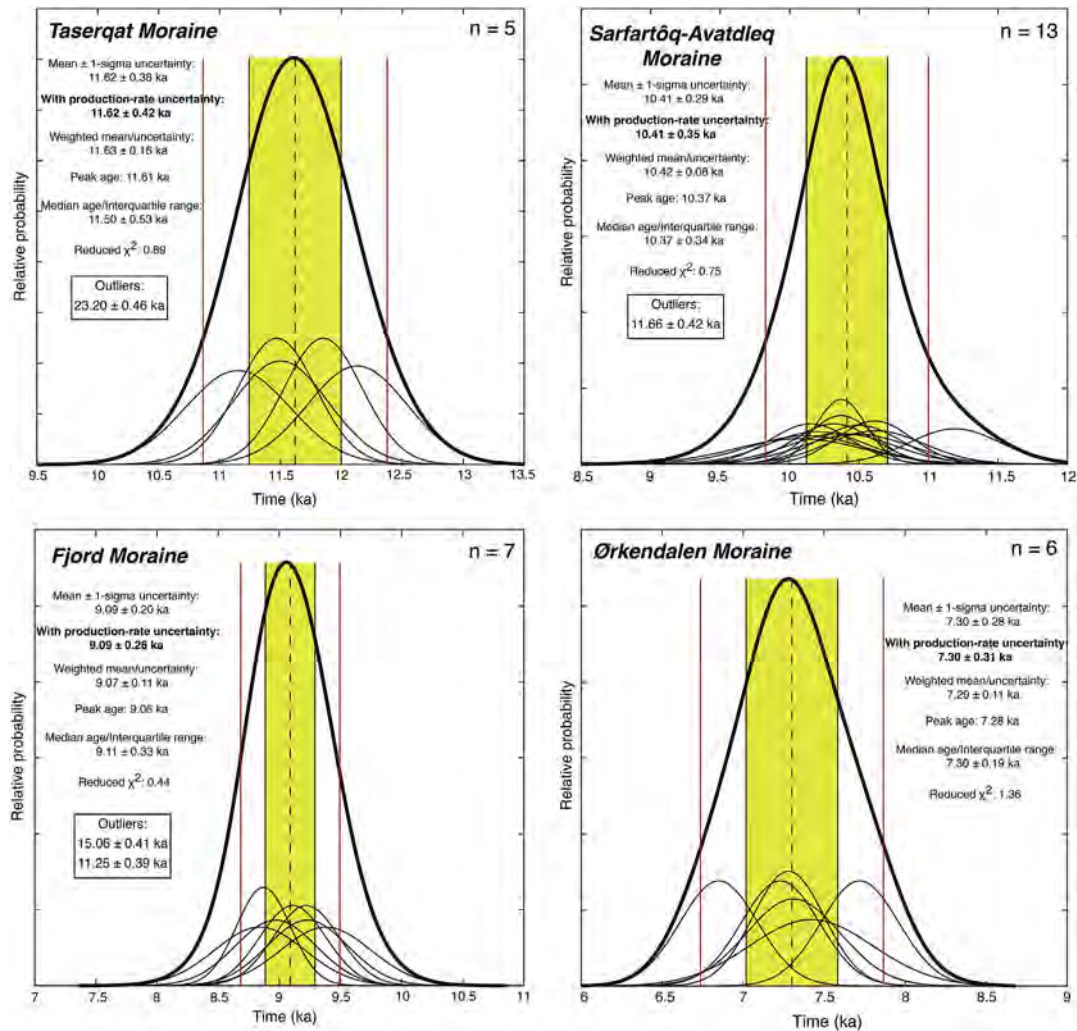 Taserqat Moraine
n = 5
Mean ± 1-sigma uncertainty:
11.62 ± 0.38 ka
With production-rate uncertainty:
11.62 ± 0.42 ka
Weighted mean/uncertainty:
11.63 ± 0.16 ka
Peak age: 11.61 ka
Median age/Interquartile range:
11.50 ± 0.53 ka
Reduced χ²: 0.89
Outliers:
23.20 ± 0.46 ka
Relative probability
9.5 10 10.5 11 11.5 12 12.5 13 13.5
Time (ka)
Sarfartôq-Avatdleq
Moraine
n = 13
Mean ± 1-sigma uncertainty:
10.41 ± 0.29 ka
With production-rate uncertainty:
10.41 ± 0.35 ka
Weighted mean/uncertainty:
10.42 ± 0.08 ka
Peak age: 10.37 ka
Median age/Interquartile range:
10.37 ± 0.34 ka
Reduced χ²: 0.75
Outliers:
11.66 ± 0.42 ka
Relative probability
8.5 9 9.5 10 10.5 11 11.5 12
Time (ka)
Fjord Moraine
n = 7
Mean ± 1-sigma uncertainty:
9.09 ± 0.20 ka
With production-rate uncertainty:
9.09 ± 0.26 ka
Weighted mean/uncertainty:
9.07 ± 0.11 ka
Peak age: 9.06 ka
Median age/Interquartile range:
9.11 ± 0.33 ka
Reduced χ²: 0.44
Outliers:
15.06 ± 0.41 ka
11.25 ± 0.39 ka
Relative probability
7 7.5 8 8.5 9 9.5 10 10.5 11
Time (ka)
Ørkendalen Moraine
n = 6
Mean ± 1-sigma uncertainty:
7.30 ± 0.28 ka
With production-rate uncertainty
7.30 ± 0.31 ka
Weighted mean/uncertainty:
7.29 ± 0.11 ka
Peak age: 7.28 ka
Median age/Interquartile range
7.30 ± 0.19 ka
Reduced χ²: 1.36
Relative probability
6 6.5 7 7.5 8 8.5 9
Time (ka)